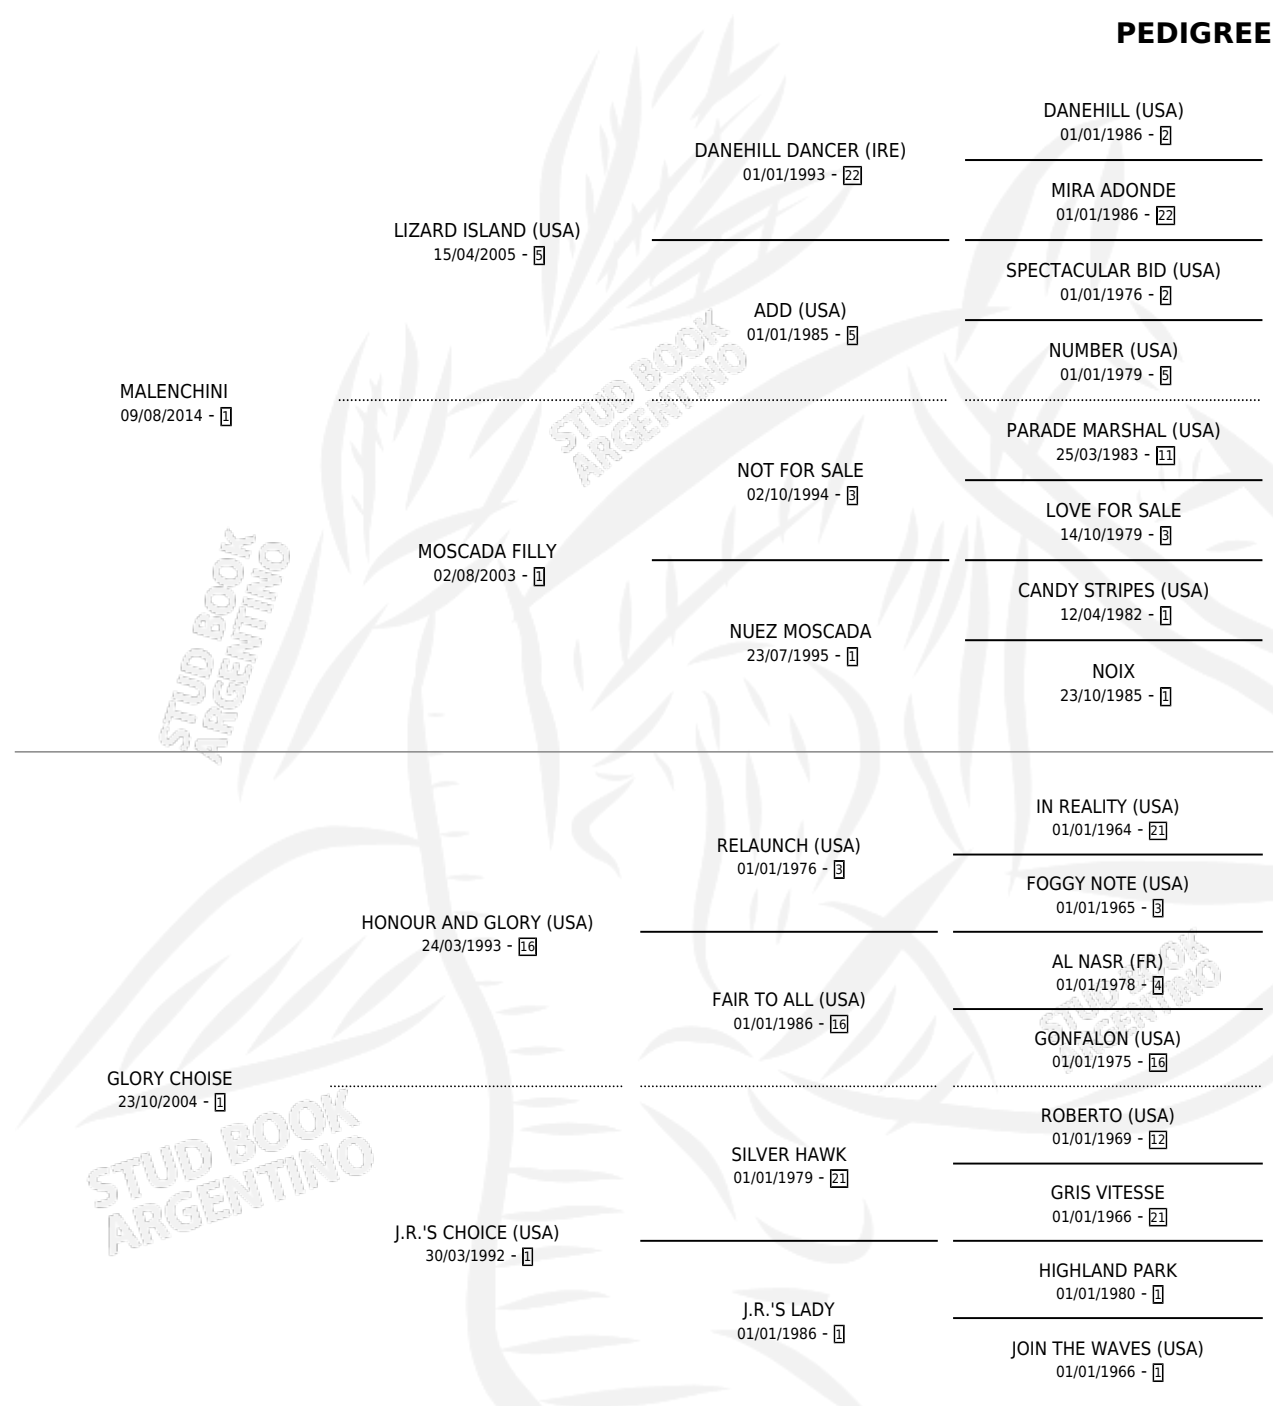 PEDIGREE
DANEHILL (USA)
01/01/1986 - 2
DANEHILL DANCER (IRE)
01/01/1993 - 22
MIRA ADONDE
01/01/1986 - 22
LIZARD ISLAND (USA)
15/04/2005 - 5
SPECTACULAR BID (USA)
01/01/1976 - 2
ADD (USA)
01/01/1985 - 5
NUMBER (USA)
01/01/1979 - 5
MALENCHINI
09/08/2014 - 1
PARADE MARSHAL (USA)
25/03/1983 - 11
NOT FOR SALE
02/10/1994 - 3
LOVE FOR SALE
14/10/1979 - 3
MOSCADA FILLY
02/08/2003 - 1
CANDY STRIPES (USA)
12/04/1982 - 1
NUEZ MOSCADA
23/07/1995 - 1
NOIX
23/10/1985 - 1
STUD BOOK
ARGENTINO
STUD BOOK
ARGENTINO
IN REALITY (USA)
01/01/1964 - 21
RELAUNCH (USA)
01/01/1976 - 3
FOGGY NOTE (USA)
01/01/1965 - 3
HONOUR AND GLORY (USA)
24/03/1993 - 16
AL NASR (FR)
01/01/1978 - 4
FAIR TO ALL (USA)
01/01/1986 - 16
GONFALON (USA)
01/01/1975 - 16
GLORY CHOISE
23/10/2004 - 1
ROBERTO (USA)
01/01/1969 - 12
SILVER HAWK
01/01/1979 - 21
GRIS VITESSE
01/01/1966 - 21
J.R.'S CHOICE (USA)
30/03/1992 - 1
HIGHLAND PARK
01/01/1980 - 1
J.R.'S LADY
01/01/1986 - 1
JOIN THE WAVES (USA)
01/01/1966 - 1
STUD BOOK
ARGENTINO
STUD BOOK
ARGENTINO